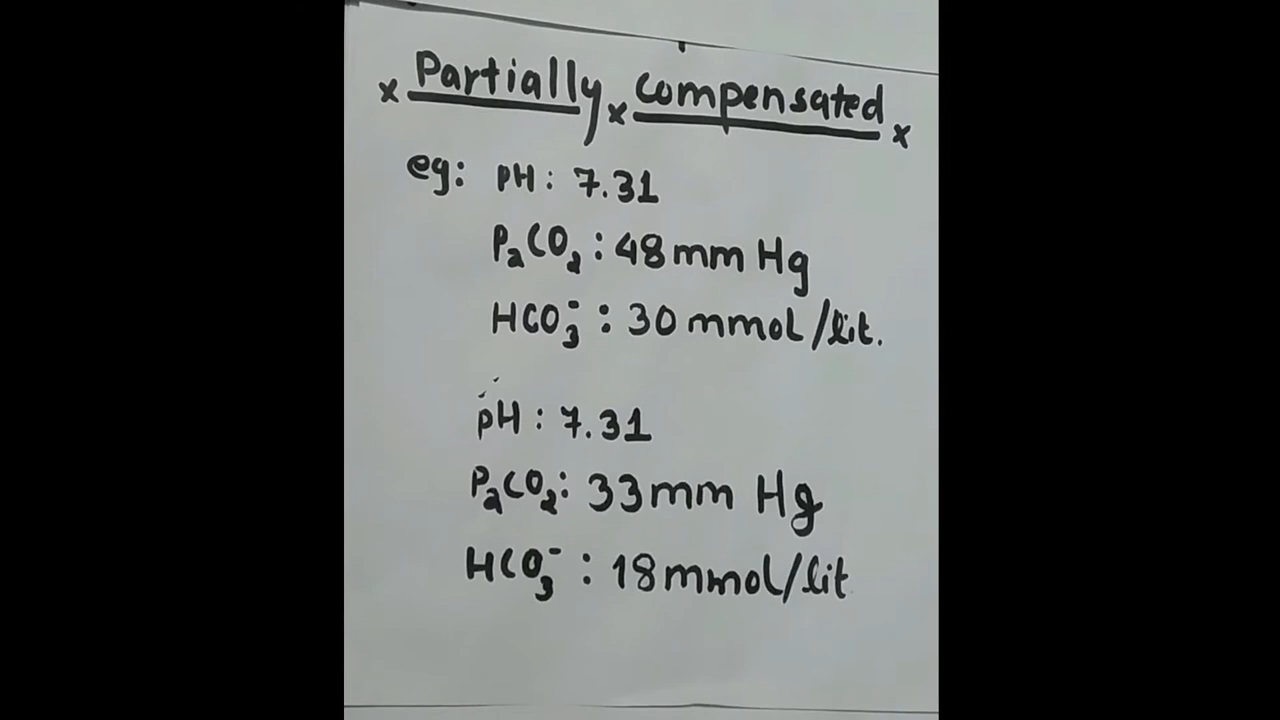 x Partially x compensated x
eg: pH : 7.31
PaCO2 : 48 mm Hg
HCO3- : 30 mmol/lit.
pH : 7.31
PaCO2 : 33 mm Hg
HCO3- : 18 mmol/lit